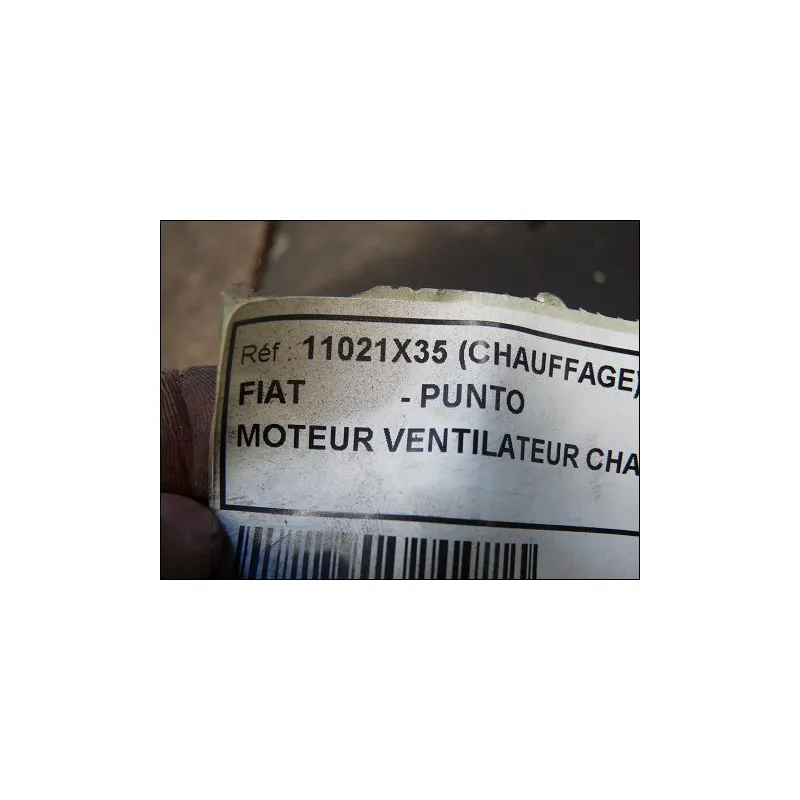 Réf : 11021X35 (CHAUFFAGE)
FIAT - PUNTO
MOTEUR VENTILATEUR CHA